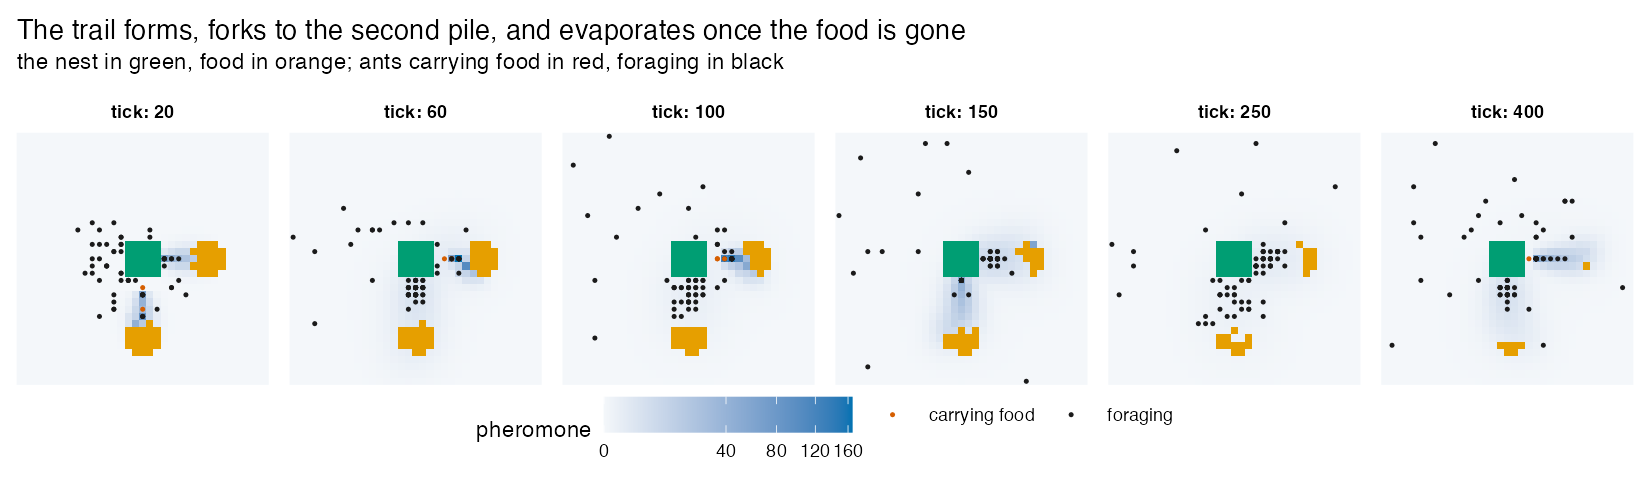 The trail forms, forks to the second pile, and evaporates once the food is gone
the nest in green, food in orange; ants carrying food in red, foraging in black
tick: 20 tick: 60 tick: 100 tick: 150 tick: 250 tick: 400
pheromone
0 40 80 120 160
carrying food foraging